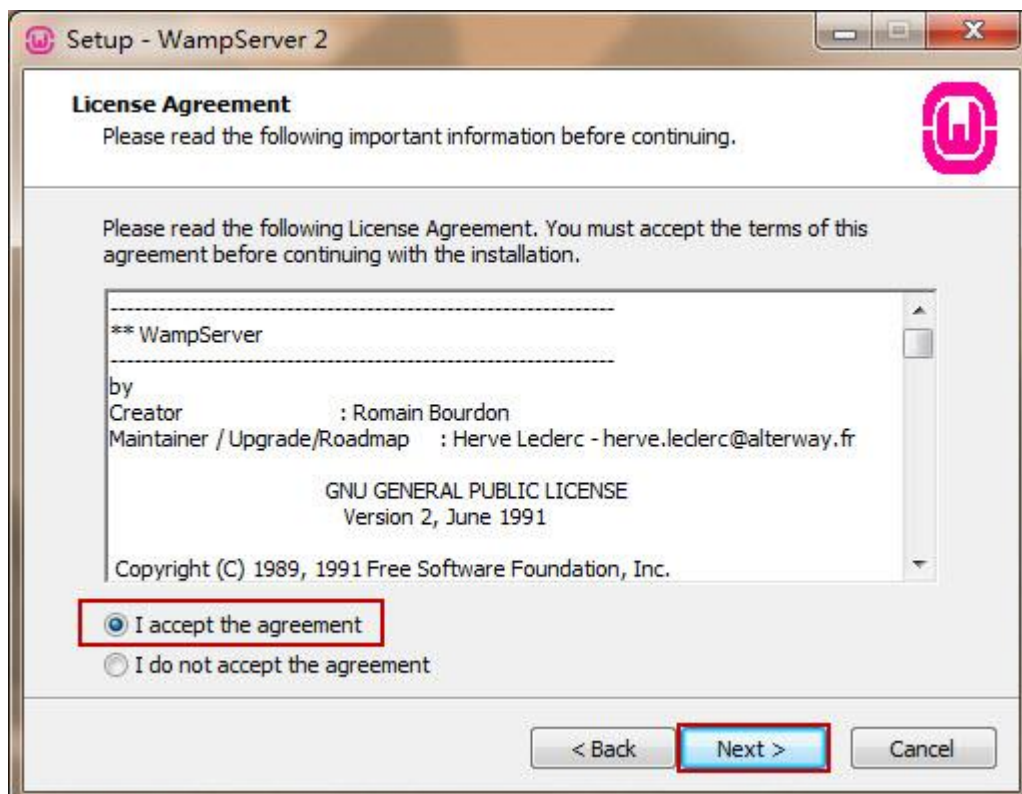 Setup - WampServer 2
License Agreement
Please read the following important information before continuing.
Please read the following License Agreement. You must accept the terms of this
agreement before continuing with the installation.
---------------------------------------------------------------
** WampServer
---------------------------------------------------------------
by
Creator : Romain Bourdon
Maintainer / Upgrade/Roadmap : Herve Leclerc - herve.leclerc@alterway.fr
GNU GENERAL PUBLIC LICENSE
Version 2, June 1991
Copyright (C) 1989, 1991 Free Software Foundation, Inc.
I accept the agreement
I do not accept the agreement
< Back Next > Cancel